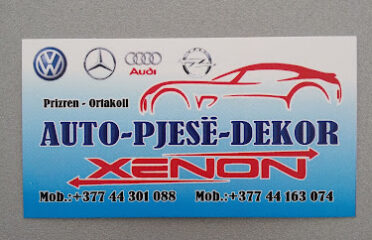 Audi
Prizren - Ortakoll
AUTO-PJESË-DEKOR
XENON
Mob.:+377 44 301 088 Mob.:+377 44 163 074